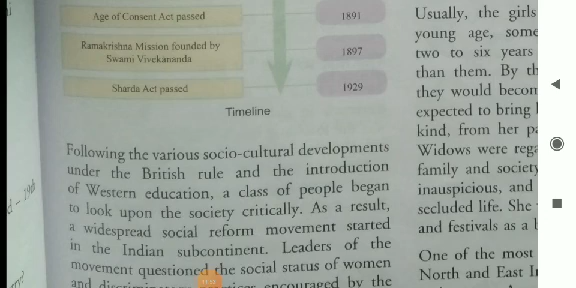 Age of Consent Act passed
1891
Ramakrishna Mission founded by
Swami Vivekananda
1897
Sharda Act passed
1929
Timeline
Following the various socio-cultural developments
under the British rule and the introduction
of Western education, a class of people began
to look upon the society critically. As a result,
a widespread social reform movement started
in the Indian subcontinent. Leaders of the
movement questioned the social status of women
and encouraged by the
Usually, the girls
young age, some
two to six years
than them. By
they would
expected to bring
kind, from her
Widows were
family and society
inauspicious, and
secluded life. She
and festivals as a
One of the most
North and East